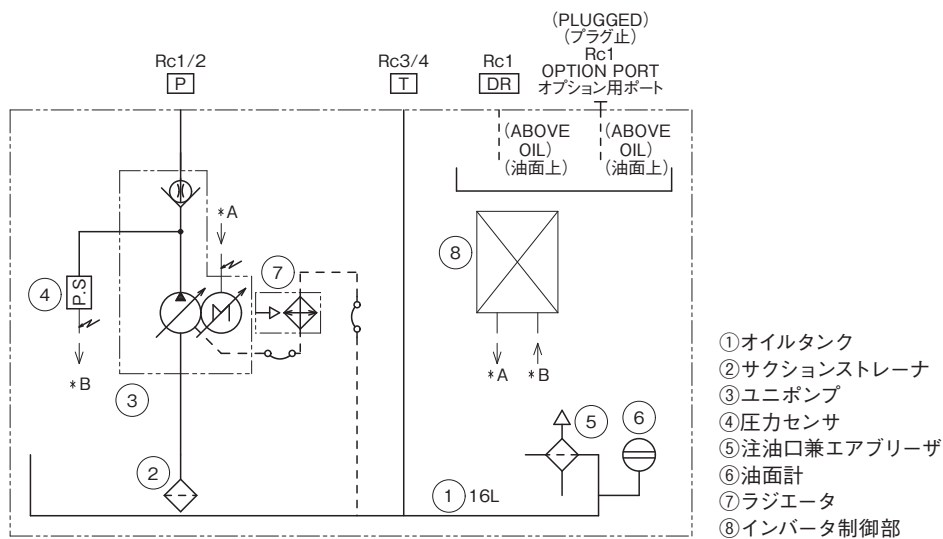 (PLUGGED)
(プラグ止)
Rc1
OPTION PORT
オプション用ポート
Rc1/2
P
Rc3/4
T
Rc1
DR
(ABOVE
OIL)
(油面上)
(ABOVE
OIL)
(油面上)
*A
④
P.S
*B
③
M
⑦
⑧
*A
*B
②
① 16L
⑤
⑥
①オイルタンク
②サクションストレーナ
③ユニポンプ
④圧力センサ
⑤注油口兼エアブリーザ
⑥油面計
⑦ラジエータ
⑧インバータ制御部